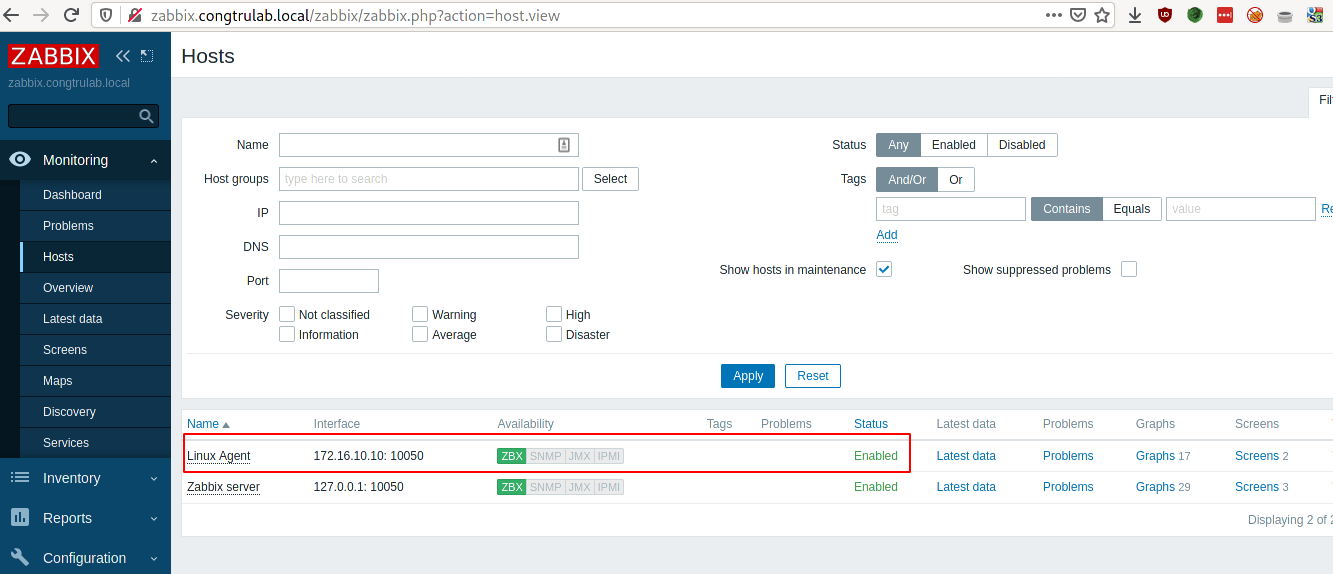 zabbix.congtrulab.local/zabbix/zabbix.php?action=host.view
ZABBIX
zabbix.congtrulab.local
Monitoring
Dashboard
Problems
Hosts
Overview
Latest data
Screens
Maps
Discovery
Services
Inventory
Reports
Configuration
Hosts
Name
Host groups type here to search Select
IP
DNS
Port
Severity Not classified Warning High
Information Average Disaster
Status Any Enabled Disabled
Tags And/Or Or
tag Contains Equals value
Add
Show hosts in maintenance Show suppressed problems
Apply Reset
Name Interface Availability Tags Problems Status Latest data Problems Graphs Screens
Linux Agent 172.16.10.10: 10050 ZBX SNMP JMX IPMI Enabled Latest data Problems Graphs 17 Screens 2
Zabbix server 127.0.0.1: 10050 ZBX SNMP JMX IPMI Enabled Latest data Problems Graphs 29 Screens 3
Displaying 2 of